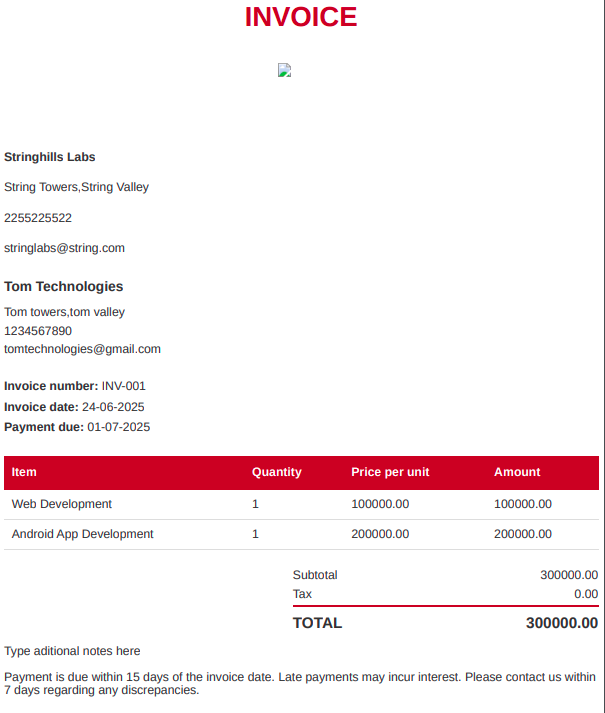 INVOICE
Stringhills Labs
String Towers,String Valley
2255225522
stringlabs@string.com
Tom Technologies
Tom towers,tom valley
1234567890
tomtechnologies@gmail.com
Invoice number: INV-001
Invoice date: 24-06-2025
Payment due: 01-07-2025
Item Quantity Price per unit Amount
Web Development 1 100000.00 100000.00
Android App Development 1 200000.00 200000.00
Subtotal 300000.00
Tax 0.00
TOTAL 300000.00
Type aditional notes here
Payment is due within 15 days of the invoice date. Late payments may incur interest. Please contact us within
7 days regarding any discrepancies.